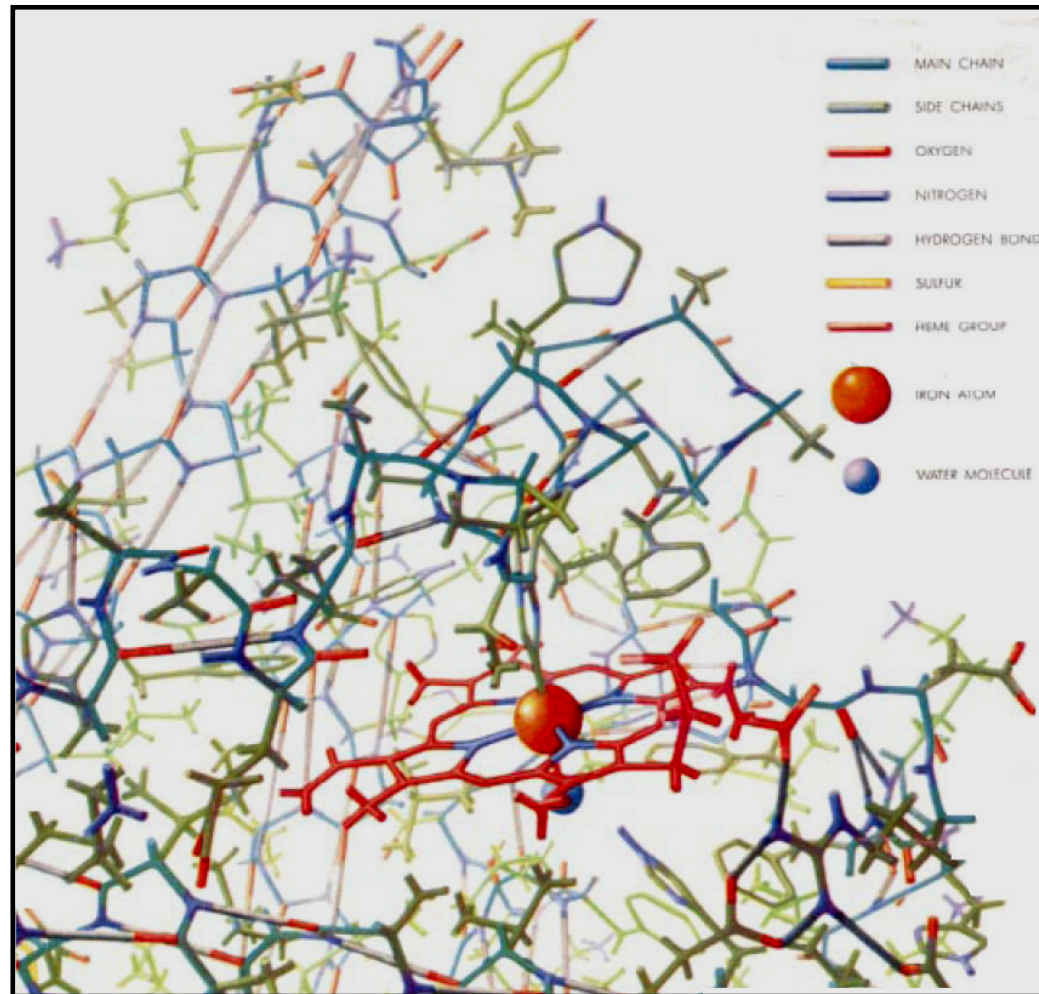 MAIN CHAIN
SIDE CHAINS
OXYGEN
NITROGEN
HYDROGEN BOND
SULFUR
HEME GROUP
IRON ATOM
WATER MOLECULE